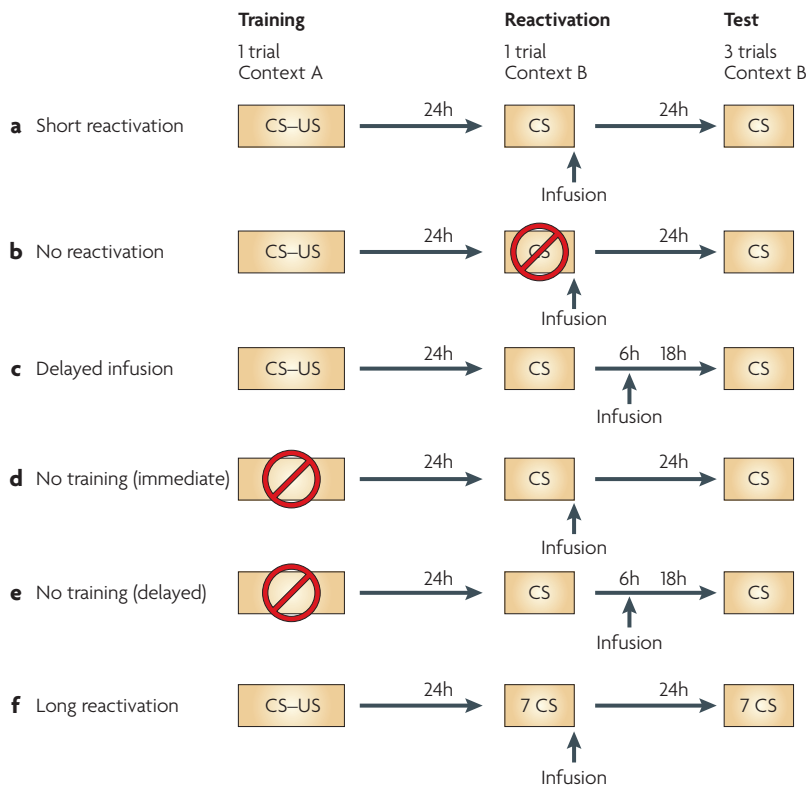 Training Reactivation Test
1 trial 1 trial 3 trials
Context A Context B Context B
a Short reactivation CS–US 24h CS 24h CS
Infusion
b No reactivation CS–US 24h CS 24h CS
Infusion
c Delayed infusion CS–US 24h CS 6h 18h CS
Infusion
d No training (immediate) 24h CS 24h CS
Infusion
e No training (delayed) 24h CS 6h 18h CS
Infusion
f Long reactivation CS–US 24h 7 CS 24h 7 CS
Infusion